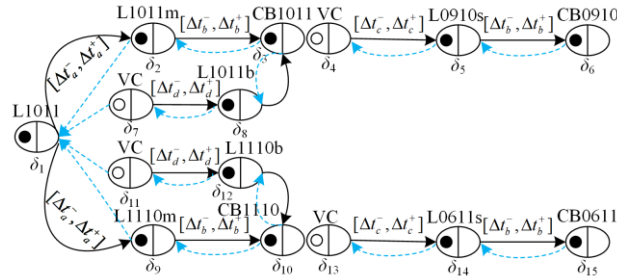 L1011m [Δt_b^-, Δt_b^+] CB1011 VC [Δt_c^-, Δt_c^+] L0910s [Δt_b^-, Δt_b^+] CB0910
δ2 δ3 δ4 δ5 δ6
[Δt_a^-, Δt_a^+]
VC [Δt_d^-, Δt_d^+] L1011b
L1011
δ7 δ8
δ1
VC [Δt_d^-, Δt_d^+] L1110b
δ11 δ12
[Δt_a^-, Δt_a^+]
L1110m [Δt_b^-, Δt_b^+] CB1110 VC [Δt_c^-, Δt_c^+] L0611s [Δt_b^-, Δt_b^+] CB0611
δ9 δ10 δ13 δ14 δ15